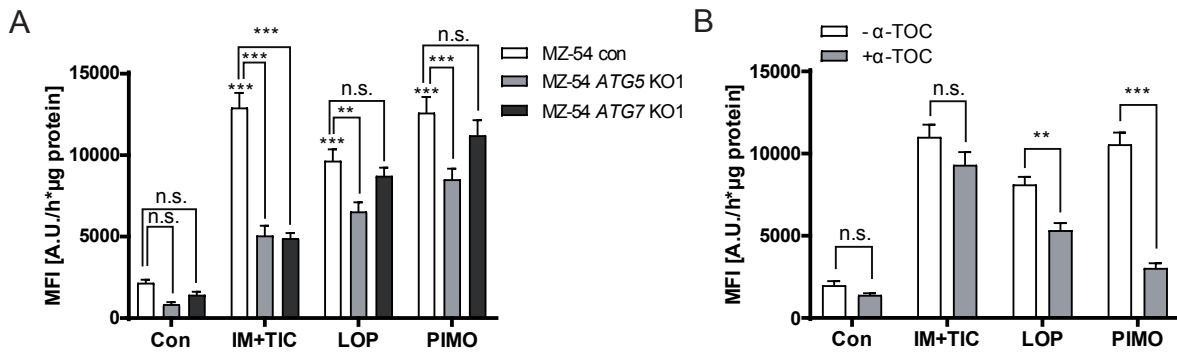 A
MFI [A.U./h*µg protein]
15000
10000
5000
0
n.s.
n.s.
***
***
***
n.s.
**
***
n.s.
***
***
Con
IM+TIC
LOP
PIMO
MZ-54 con
MZ-54 ATG5 KO1
MZ-54 ATG7 KO1
B
- α-TOC
+α-TOC
MFI [A.U./h*µg protein]
15000
10000
5000
0
n.s.
n.s.
**
***
Con
IM+TIC
LOP
PIMO